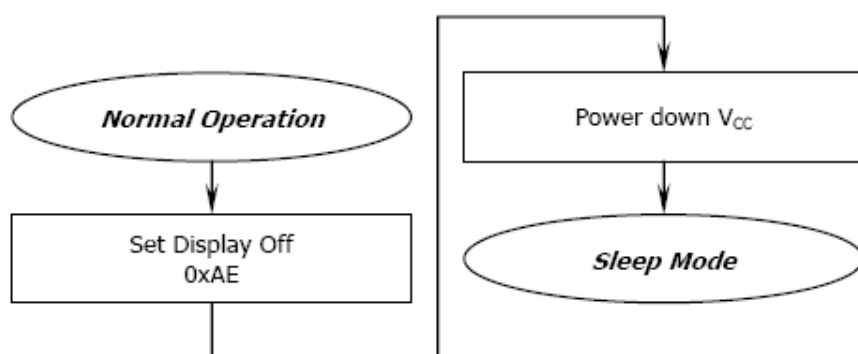 Normal Operation
Set Display Off
0xAE
Power down VCC
Sleep Mode